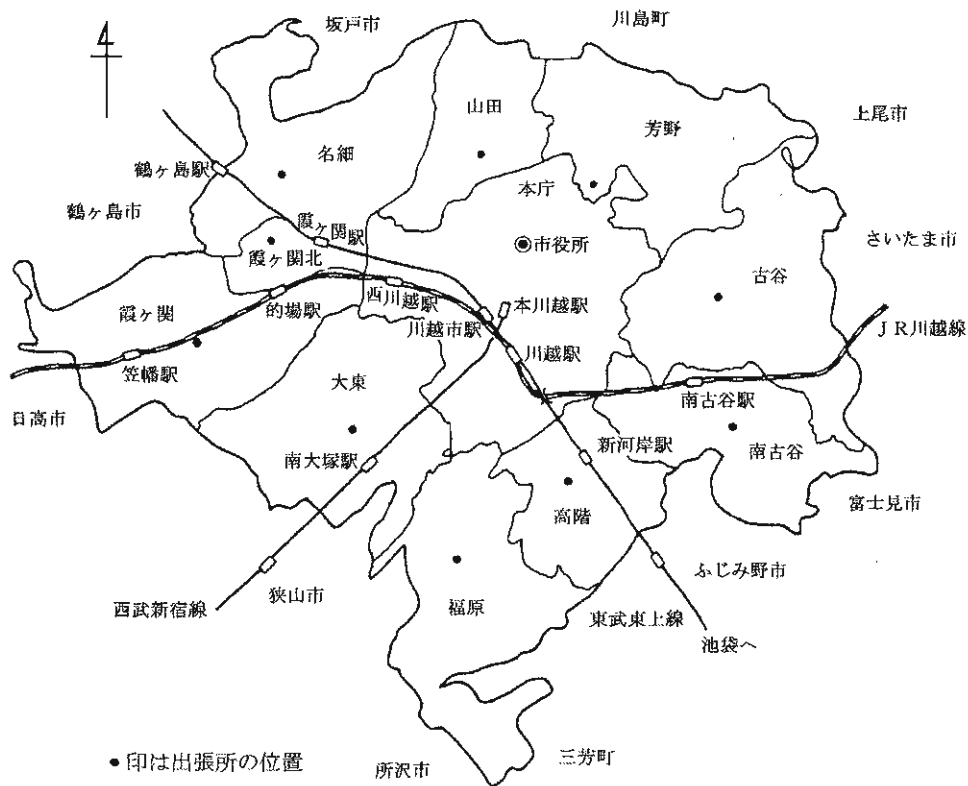 坂戸市
川島町
上尾市
山田
芳野
名細
鶴ヶ島駅
本庁
鶴ヶ島市
霞ヶ関駅
市役所
さいたま市
霞ヶ関北
古谷
霞ヶ関
的場駅
西川越駅
本川越駅
川越市駅
JR川越線
川越駅
笠幡駅
大東
南古谷駅
日高市
新河岸駅
南古谷
南大塚駅
富士見市
高階
ふじみ野市
西武新宿線
狭山市
福原
東武東上線
池袋へ
●印は出張所の位置
所沢市
三芳町